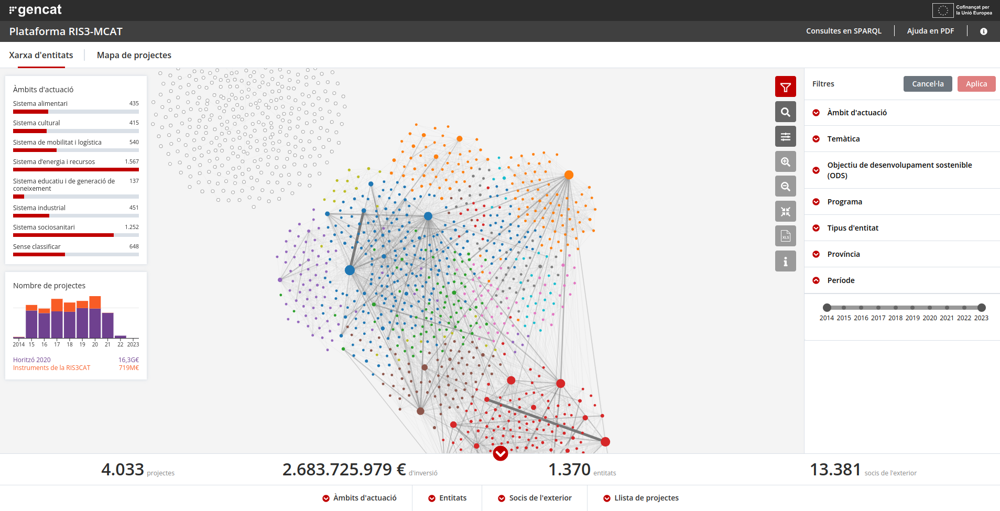 gencat
Cofinançat per
la Unió Europea
Plataforma RIS3-MCAT
Consultes en SPARQL
Ajuda en PDF
Xarxa d'entitats
Mapa de projectes
Àmbits d'actuació
Sistema alimentari 435
Sistema cultural 415
Sistema de mobilitat i logística 540
Sistema d'energia i recursos 1.567
Sistema educatiu i de generació de 137
coneixement
Sistema industrial 451
Sistema sociosanitari 1.252
Sense classificar 648
Nombre de projectes
2014 15 16 17 18 19 20 21 22 2023
Horitzó 2020 16,3G€
Instruments de la RIS3CAT 719M€
XLS
Filtres
Cancel·la
Aplica
Àmbit d'actuació
Temàtica
Objectiu de desenvolupament sostenible
(ODS)
Programa
Tipus d'entitat
Província
Període
2014 2015 2016 2017 2018 2019 2020 2021 2022 2023
4.033 projectes
2.683.725.979 € d'inversió
1.370 entitats
13.381 socis de l'exterior
Àmbits d'actuació
Entitats
Socis de l'exterior
Llista de projectes